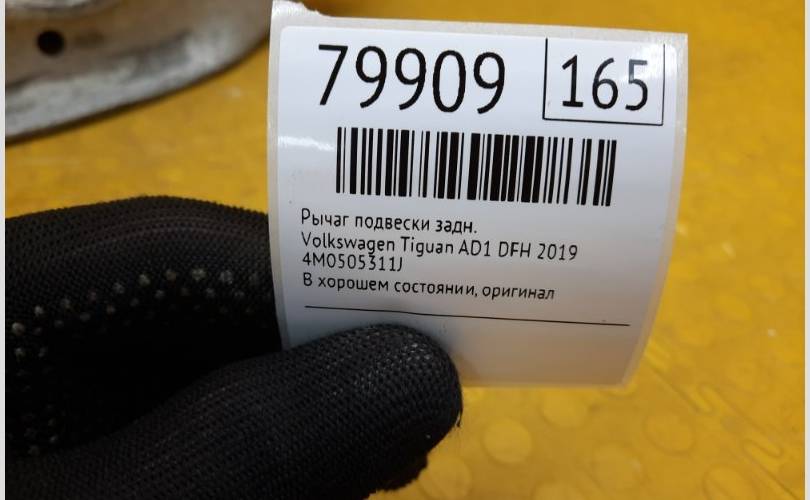 79909 165
Рычаг подвески задн.
Volkswagen Tiguan AD1 DFH 2019
4M0505311J
В хорошем состоянии, оригинал